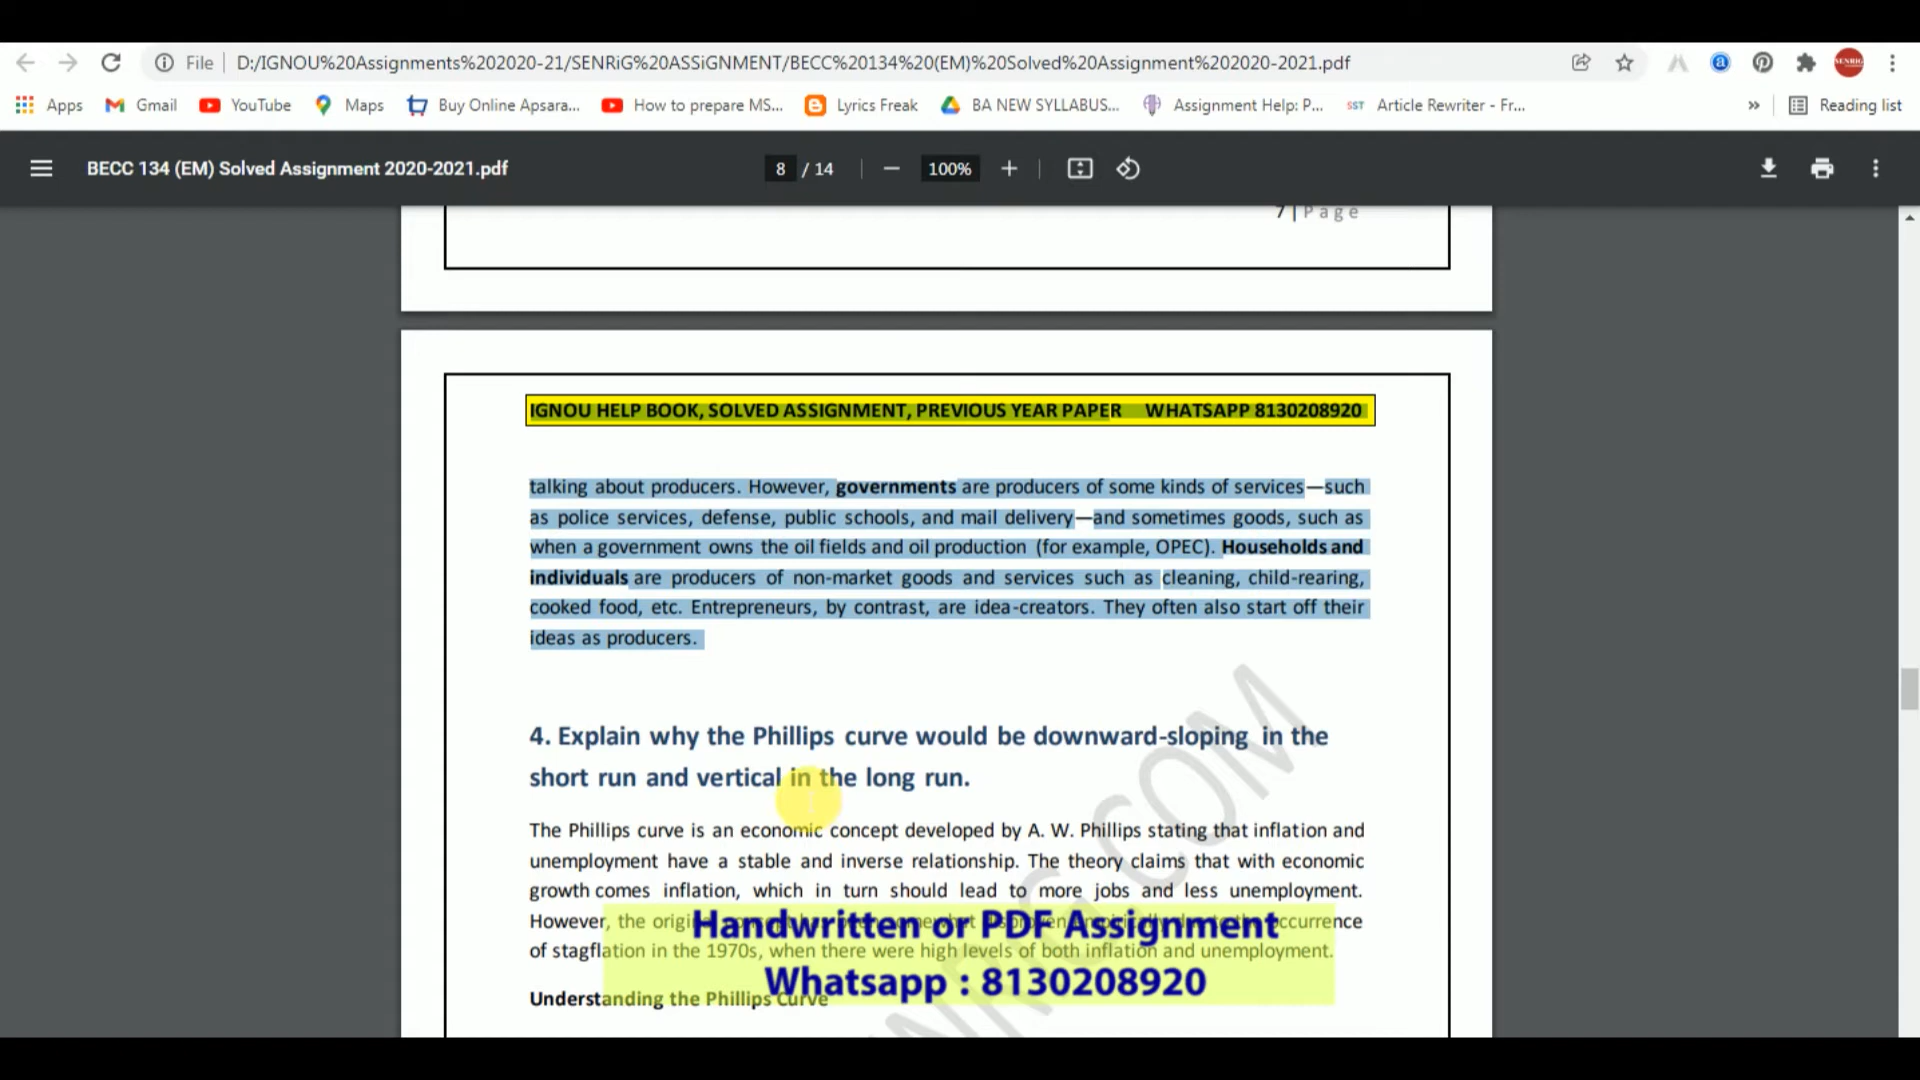 File D:/IGNOU%20Assignments%202020-21/SENRiG%20ASSiGNMENT/BECC%20134%20(EM)%20Solved%20Assignment%202020-2021.pdf
Apps Gmail YouTube Maps Buy Online Apsara... How to prepare MS... Lyrics Freak BA NEW SYLLABUS... Assignment Help: P... SST Article Rewriter - Fr... » Reading list
BECC 134 (EM) Solved Assignment 2020-2021.pdf 8 / 14 — 100% +
7 | P a g e
IGNOU HELP BOOK, SOLVED ASSIGNMENT, PREVIOUS YEAR PAPER WHATSAPP 8130208920
talking about producers. However, governments are producers of some kinds of services—such
as police services, defense, public schools, and mail delivery—and sometimes goods, such as
when a government owns the oil fields and oil production (for example, OPEC). Households and
individuals are producers of non-market goods and services such as cleaning, child-rearing,
cooked food, etc. Entrepreneurs, by contrast, are idea-creators. They often also start off their
ideas as producers.
4. Explain why the Phillips curve would be downward-sloping in the
short run and vertical in the long run.
The Phillips curve is an economic concept developed by A. W. Phillips stating that inflation and
unemployment have a stable and inverse relationship. The theory claims that with economic
growth comes inflation, which in turn should lead to more jobs and less unemployment.
However, the occurrence
of stagflation in the 1970s, when there were high levels of both inflation and unemployment.
Understanding the Phillips Curve
Handwritten or PDF Assignment
Whatsapp : 8130208920